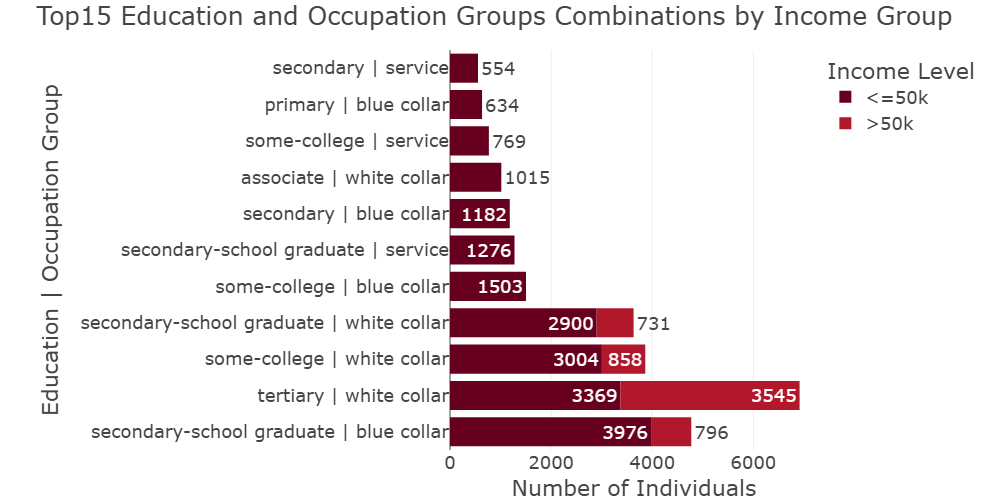 Top15 Education and Occupation Groups Combinations by Income Group
Income Level
<=50k
>50k
Education | Occupation Group
secondary | service 554
primary | blue collar 634
some-college | service 769
associate | white collar 1015
secondary | blue collar 1182
secondary-school graduate | service 1276
some-college | blue collar 1503
secondary-school graduate | white collar 2900 731
some-college | white collar 3004 858
tertiary | white collar 3369 3545
secondary-school graduate | blue collar 3976 796
0 2000 4000 6000
Number of Individuals